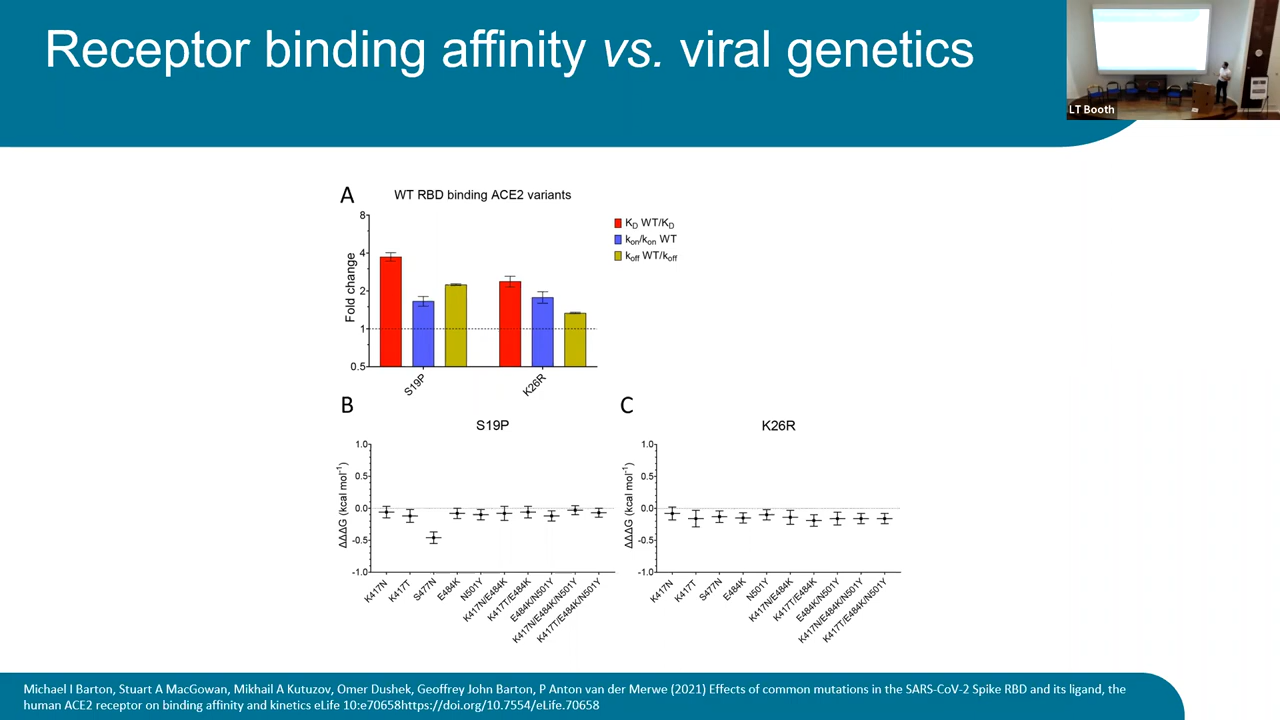 Receptor binding affinity vs. viral genetics
LT Booth
A
WT RBD binding ACE2 variants
Fold change
8
4
2
1
0.5
S19P
K26R
KD WT/KD
kon/kon WT
koff WT/koff
B
S19P
ΔΔΔG (kcal mol-1)
1.0
0.5
0.0
-0.5
-1.0
K417N
K417T
S477N
E484K
N501Y
K417N/E484K
K417T/E484K
E484K/N501Y
K417N/E484K/N501Y
K417T/E484K/N501Y
C
K26R
ΔΔΔG (kcal mol-1)
1.0
0.5
0.0
-0.5
-1.0
K417N
K417T
S477N
E484K
N501Y
K417N/E484K
K417T/E484K
E484K/N501Y
K417N/E484K/N501Y
K417T/E484K/N501Y
Michael I Barton, Stuart A MacGowan, Mikhail A Kutuzov, Omer Dushek, Geoffrey John Barton, P Anton van der Merwe (2021) Effects of common mutations in the SARS-CoV-2 Spike RBD and its ligand, the
human ACE2 receptor on binding affinity and kinetics eLife 10:e70658https://doi.org/10.7554/eLife.70658